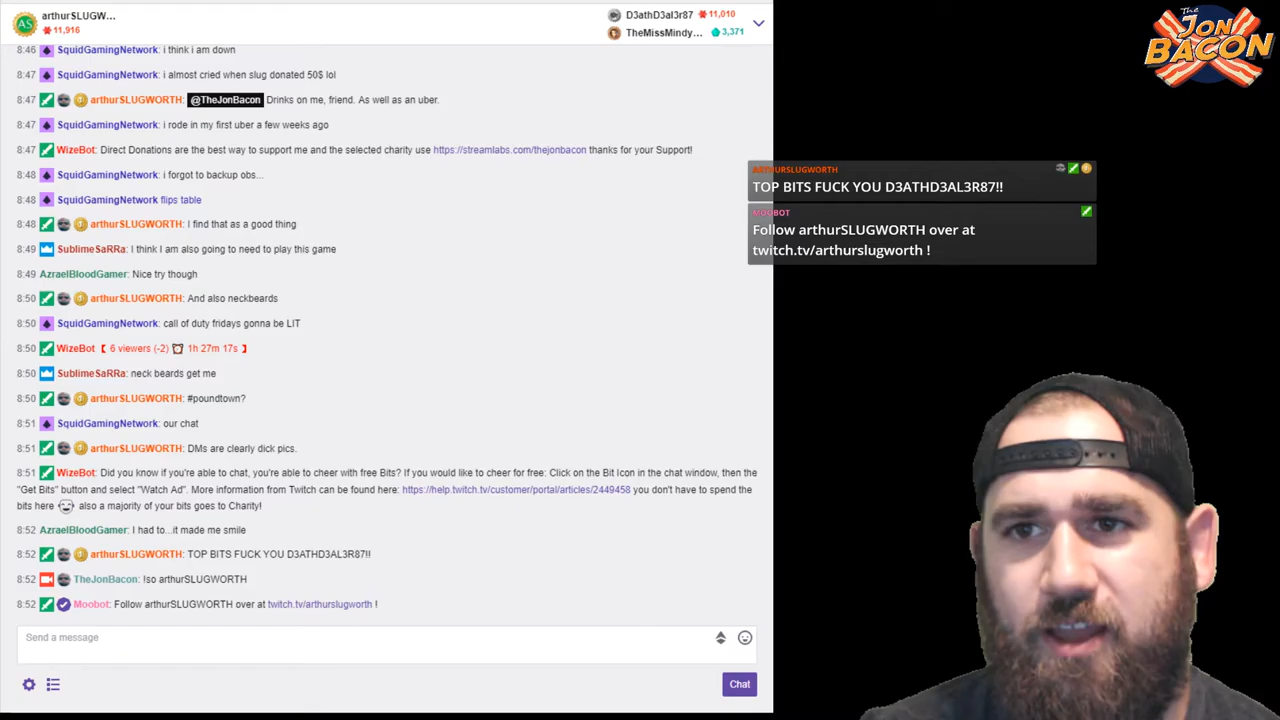 arthurSLUGW...
11,916
D3athD3al3r87 11,010
TheMissMindy... 3,371
The
JON
BACON
8:46 SquidGamingNetwork: i think i am down
8:47 SquidGamingNetwork: i almost cried when slug donated 50$ lol
8:47 arthurSLUGWORTH: @TheJonBacon Drinks on me, friend. As well as an uber.
8:47 SquidGamingNetwork: i rode in my first uber a few weeks ago
8:47 WizeBot: Direct Donations are the best way to support me and the selected charity use https://streamlabs.com/thejonbacon thanks for your Support!
8:48 SquidGamingNetwork: i forgot to backup obs...
8:48 SquidGamingNetwork flips table
8:48 arthurSLUGWORTH: I find that as a good thing
8:49 SublimeSaRRa: I think I am also going to need to play this game
8:49 AzraelBloodGamer: Nice try though
8:50 arthurSLUGWORTH: And also neckbeards
8:50 SquidGamingNetwork: call of duty fridays gonna be LIT
8:50 WizeBot 【 6 viewers (-2) 1h 27m 17s 】
8:50 SublimeSaRRa: neck beards get me
8:50 arthurSLUGWORTH: #poundtown?
8:51 SquidGamingNetwork: our chat
8:51 arthurSLUGWORTH: DMs are clearly dick pics.
8:51 WizeBot: Did you know if you're able to chat, you're able to cheer with free Bits? If you would like to cheer for free: Click on the Bit Icon in the chat window, then the
"Get Bits" button and select "Watch Ad". More information from Twitch can be found here: https://help.twitch.tv/customer/portal/articles/2449458 you don't have to spend the
bits here also a majority of your bits goes to Charity!
8:52 AzraelBloodGamer: I had to...it made me smile
8:52 arthurSLUGWORTH: TOP BITS FUCK YOU D3ATHD3AL3R87!!
8:52 TheJonBacon: !so arthurSLUGWORTH
8:52 Moobot: Follow arthurSLUGWORTH over at twitch.tv/arthurslugworth !
Send a message
Chat
ARTHURSLUGWORTH
TOP BITS FUCK YOU D3ATHD3AL3R87!!
MOOBOT
Follow arthurSLUGWORTH over at
twitch.tv/arthurslugworth !